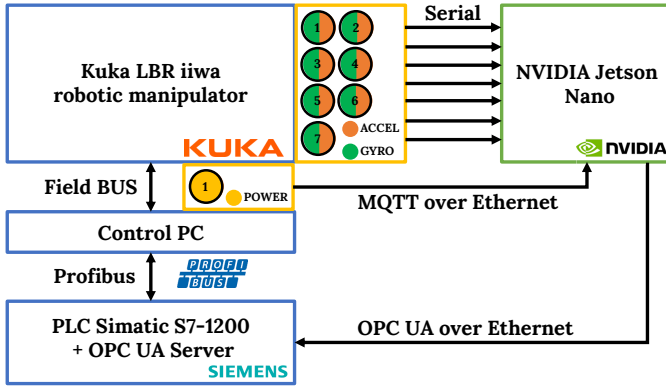 Kuka LBR iiwa
robotic manipulator
KUKA
1
2
3
4
5
6
7
ACCEL
GYRO
Serial
NVIDIA Jetson
Nano
nVIDIA
Field BUS
1
POWER
MQTT over Ethernet
Control PC
Profibus
PROFI
BUS
PLC Simatic S7-1200
+ OPC UA Server
SIEMENS
OPC UA over Ethernet